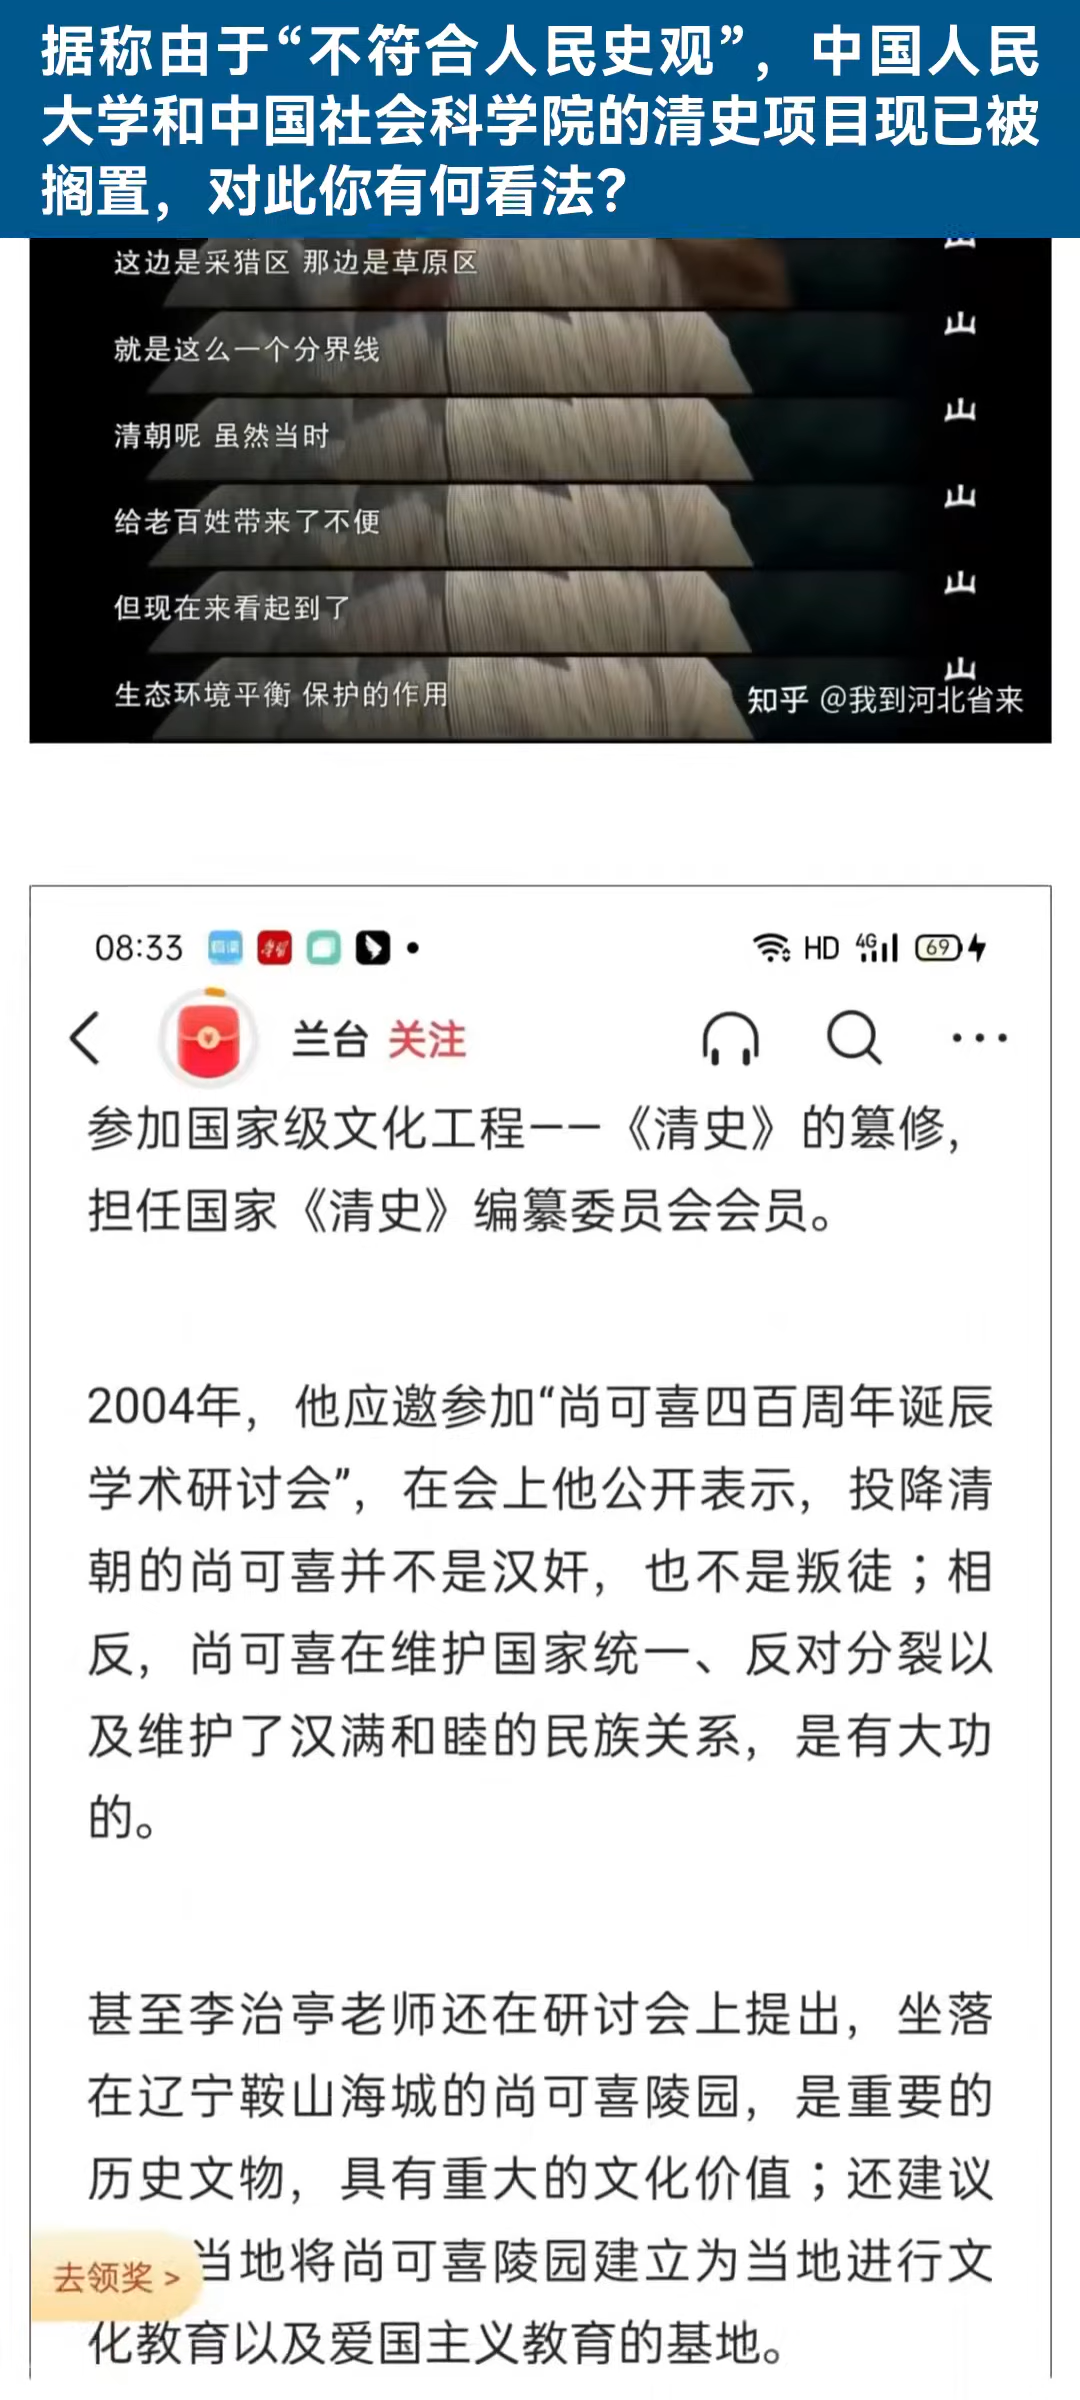 据称由于“不符合人民史观”，中国人民
大学和中国社会科学院的清史项目现已被
搁置，对此你有何看法？
这边是采猎区 那边是草原区
山
就是这么一个分界线
山
清朝呢 虽然当时
山
给老百姓带来了不便
山
但现在来看起到了
山
生态环境平衡 保护的作用
山
知乎 @我到河北省来
08:33
HD 4G 69
兰台 关注
参加国家级文化工程——《清史》的篡修，
担任国家《清史》编纂委员会会员。
2004年，他应邀参加“尚可喜四百周年诞辰
学术研讨会”，在会上他公开表示，投降清
朝的尚可喜并不是汉奸，也不是叛徒；相
反，尚可喜在维护国家统一、反对分裂以
及维护了汉满和睦的民族关系，是有大功
的。
甚至李治亭老师还在研讨会上提出，坐落
在辽宁鞍山海城的尚可喜陵园，是重要的
历史文物，具有重大的文化价值；还建议
当地将尚可喜陵园建立为当地进行文
去领奖 >
化教育以及爱国主义教育的基地。